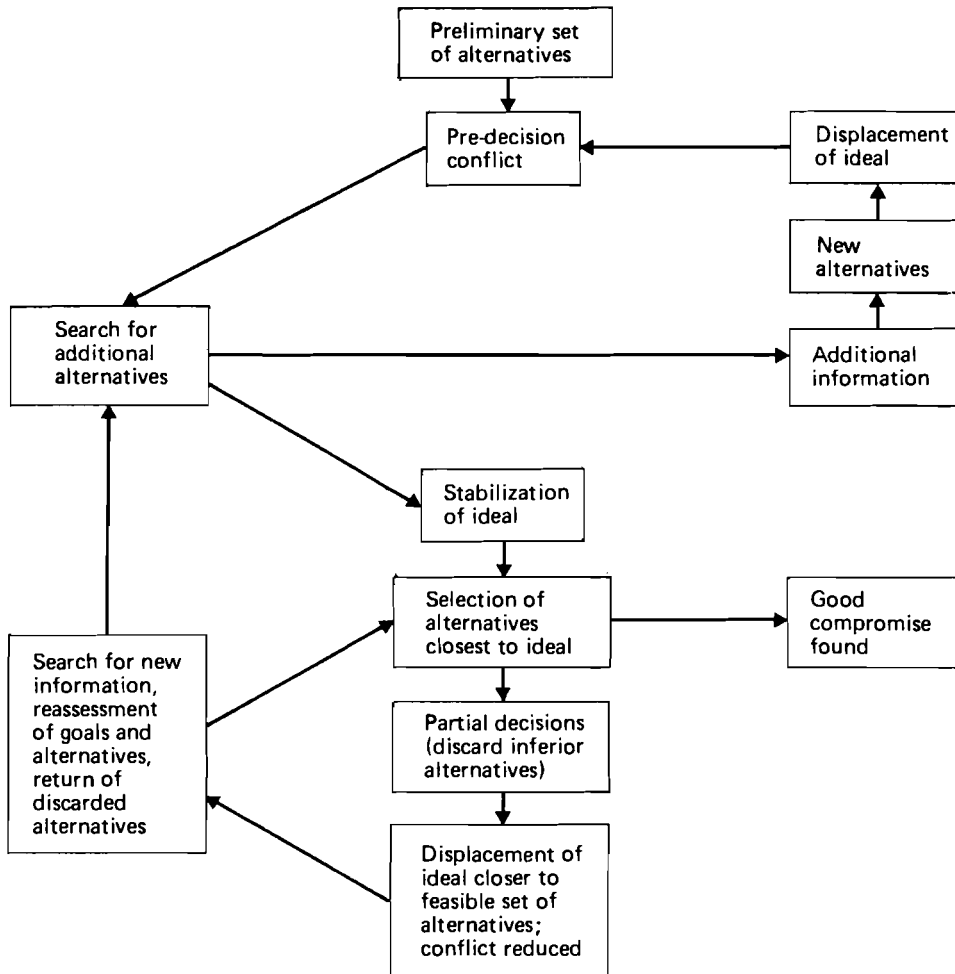 Preliminary set
of alternatives
Pre-decision
conflict
Displacement
of ideal
New
alternatives
Search for
additional
alternatives
Additional
information
Stabilization
of ideal
Selection of
alternatives
closest to ideal
Good
compromise
found
Search for new
information,
reassessment
of goals and
alternatives,
return of
discarded
alternatives
Partial decisions
(discard inferior
alternatives)
Displacement of
ideal closer to
feasible set of
alternatives;
conflict reduced